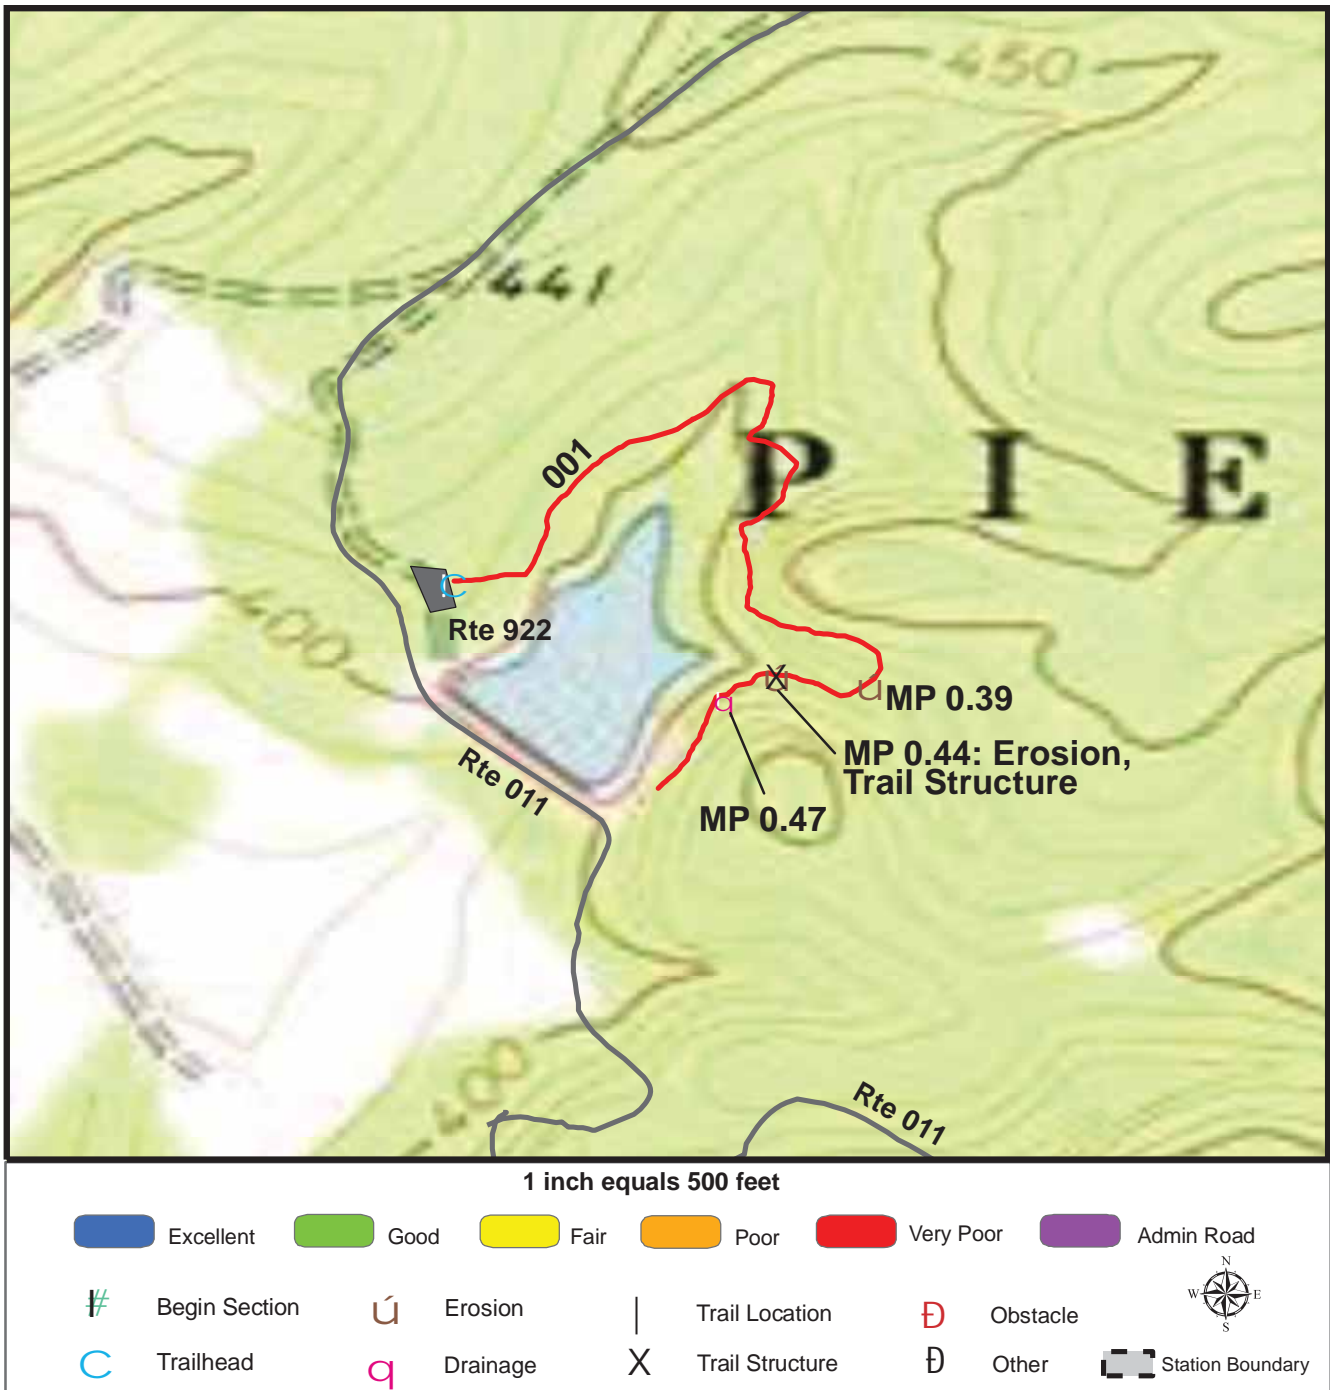 450
441
001
P I E
Rte 922
400
MP 0.39
MP 0.44: Erosion,
Trail Structure
Rte 011
MP 0.47
400
Rte 011
1 inch equals 500 feet
Excellent Good Fair Poor Very Poor Admin Road
Begin Section ú Erosion | Trail Location Đ Obstacle
C Trailhead q Drainage X Trail Structure Đ Other Station Boundary
N
W E
S